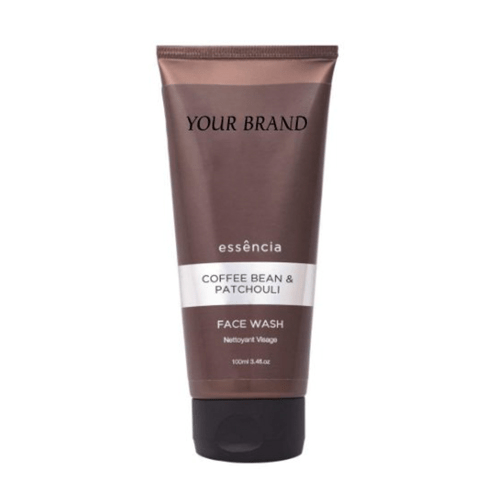 YOUR BRAND
essência
COFFEE BEAN &
PATCHOULI
FACE WASH
Nettoyant Visage
100ml 3.4fl.oz